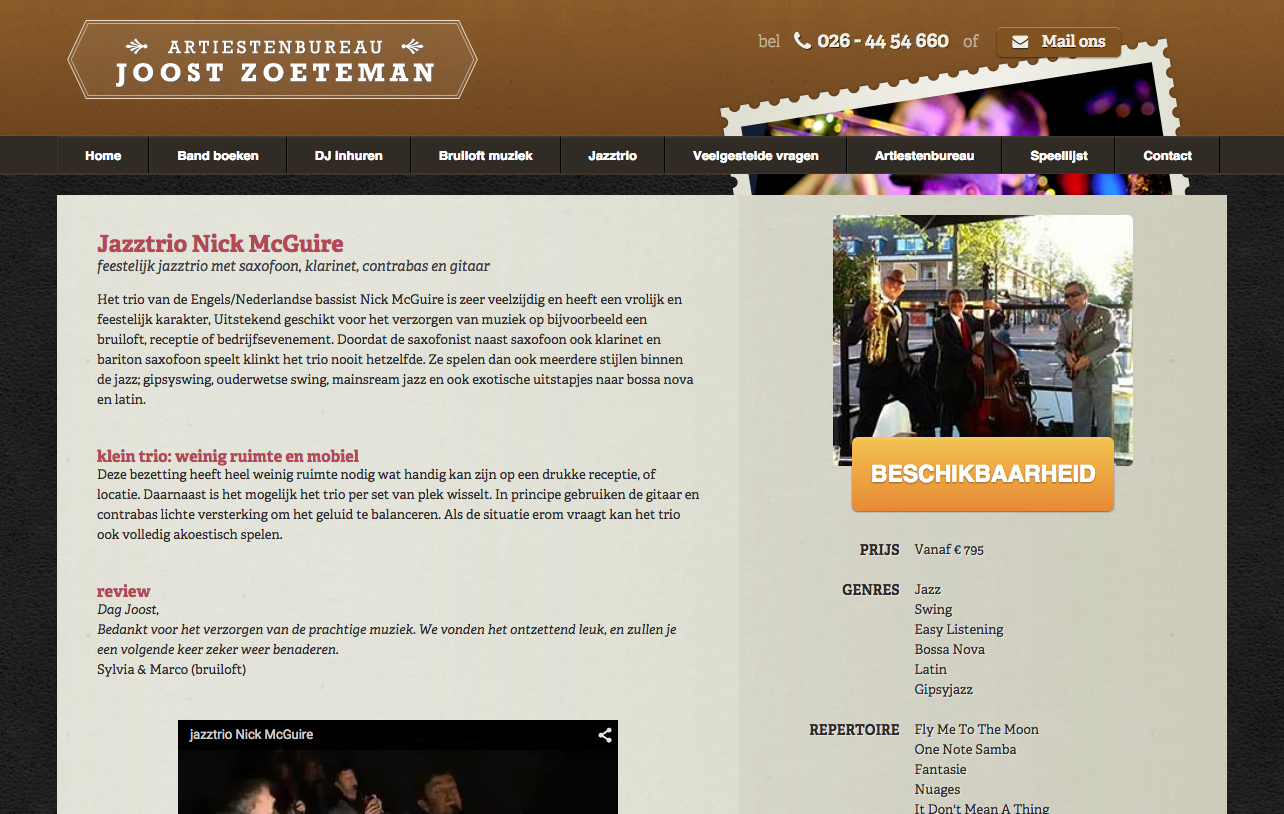 ARTIESTENBUREAU
JOOST ZOETEMAN
bel 026 - 44 54 660 of Mail ons
Home Band boeken DJ inhuren Bruiloft muziek Jazztrio Veelgestelde vragen Artiestenbureau Speellijst Contact
Jazztrio Nick McGuire
feestelijk jazztrio met saxofoon, klarinet, contrabas en gitaar
Het trio van de Engels/Nederlandse bassist Nick McGuire is zeer veelzijdig en heeft een vrolijk en
feestelijk karakter, Uitstekend geschikt voor het verzorgen van muziek op bijvoorbeeld een
bruiloft, receptie of bedrijfsevenement. Doordat de saxofonist naast saxofoon ook klarinet en
bariton saxofoon speelt klinkt het trio nooit hetzelfde. Ze spelen dan ook meerdere stijlen binnen
de jazz; gipsyswing, ouderwetse swing, mainsream jazz en ook exotische uitstapjes naar bossa nova
en latin.
klein trio: weinig ruimte en mobiel
Deze bezetting heeft heel weinig ruimte nodig wat handig kan zijn op een drukke receptie, of
locatie. Daarnaast is het mogelijk het trio per set van plek wisselt. In principe gebruiken de gitaar en
contrabas lichte versterking om het geluid te balanceren. Als de situatie erom vraagt kan het trio
ook volledig akoestisch spelen.
review
Dag Joost,
Bedankt voor het verzorgen van de prachtige muziek. We vonden het ontzettend leuk, en zullen je
een volgende keer zeker weer benaderen.
Sylvia & Marco (bruiloft)
jazztrio Nick McGuire
BESCHIKBAARHEID
PRIJS Vanaf € 795
GENRES Jazz
Swing
Easy Listening
Bossa Nova
Latin
Gipsyjazz
REPERTOIRE Fly Me To The Moon
One Note Samba
Fantasie
Nuages
It Don't Mean A Thing